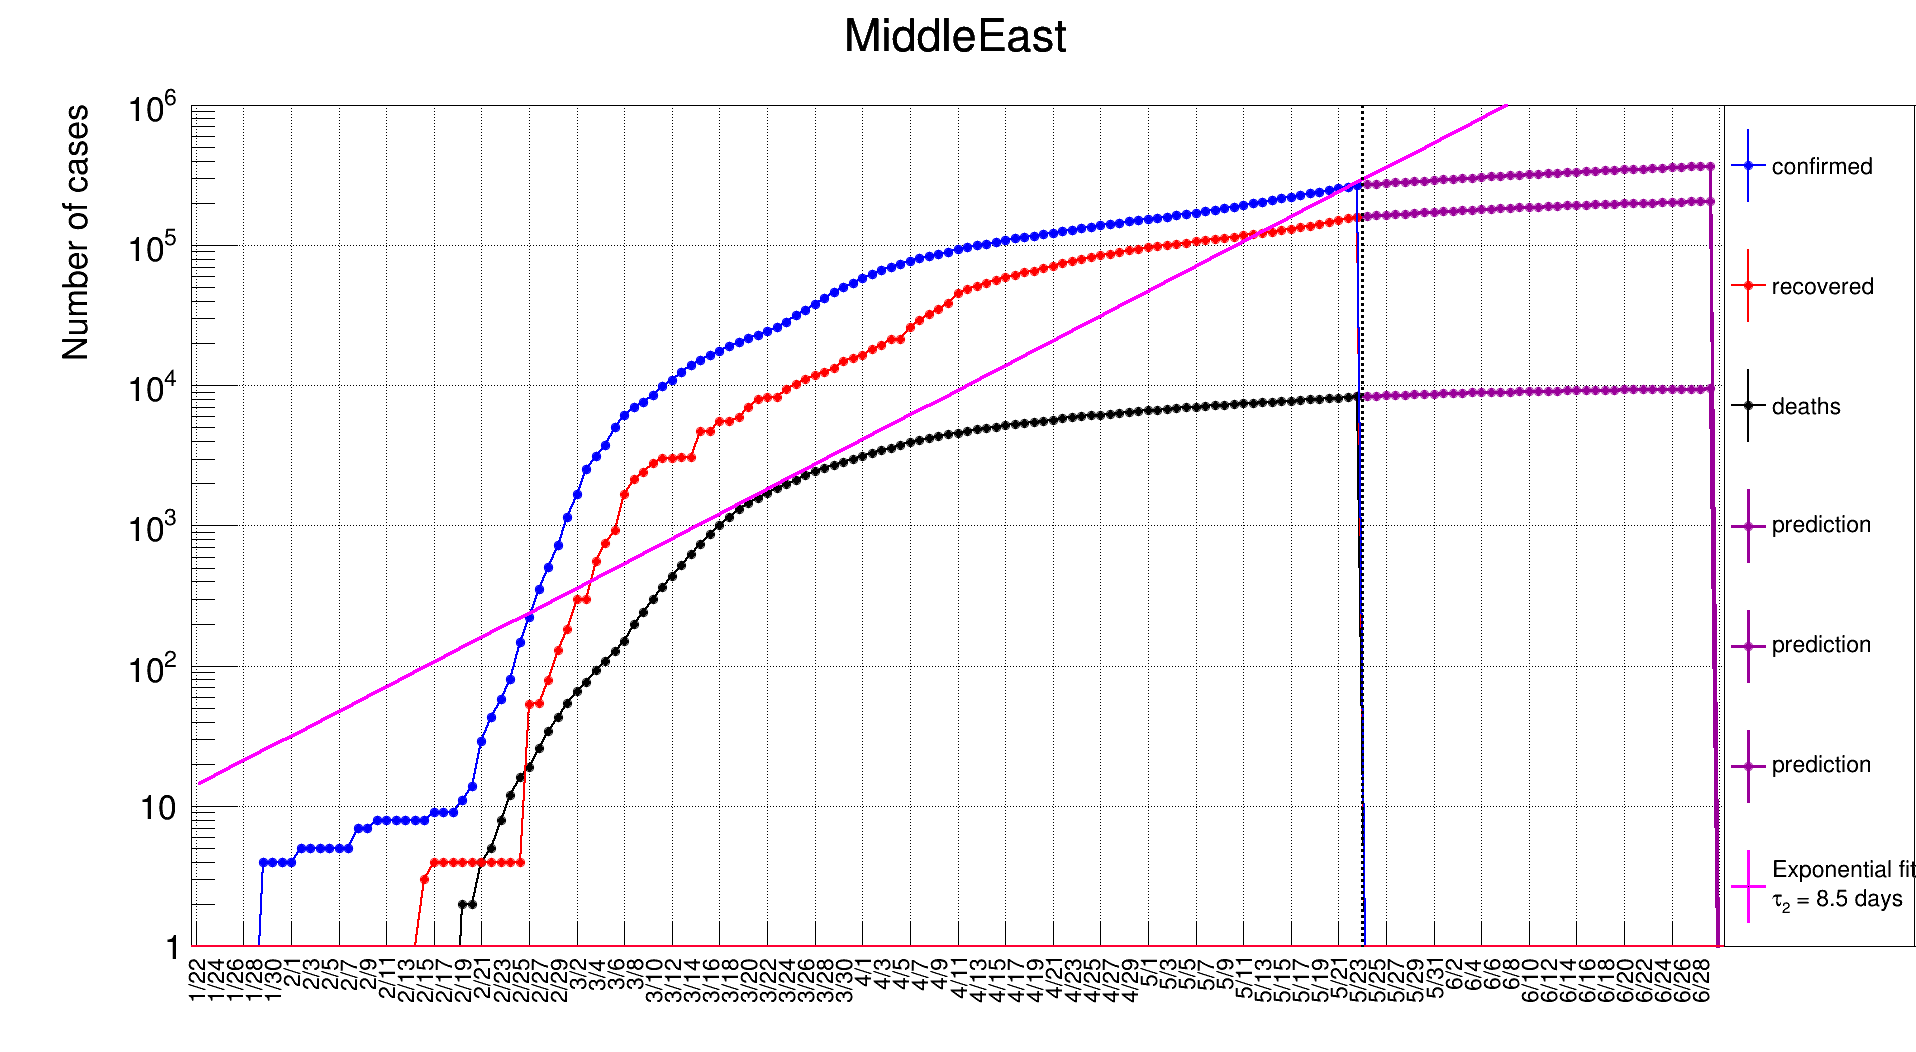 MiddleEast
Number of cases
10^6
10^5
10^4
10^3
10^2
10
1
1/22 1/24 1/26 1/28 1/30 2/1 2/3 2/5 2/7 2/9 2/11 2/13 2/15 2/17 2/19 2/21 2/23 2/25 2/27 2/29 3/2 3/4 3/6 3/8 3/10 3/12 3/14 3/16 3/18 3/20 3/22 3/24 3/26 3/28 3/30 4/1 4/3 4/5 4/7 4/9 4/11 4/13 4/15 4/17 4/19 4/21 4/23 4/25 4/27 4/29 5/1 5/3 5/5 5/7 5/9 5/11 5/13 5/15 5/17 5/19 5/21 5/23 5/25 5/27 5/29 5/31 6/2 6/4 6/6 6/8 6/10 6/12 6/14 6/16 6/18 6/20 6/22 6/24 6/26 6/28
confirmed
recovered
deaths
prediction
prediction
prediction
Exponential fit
τ₂ = 8.5 days